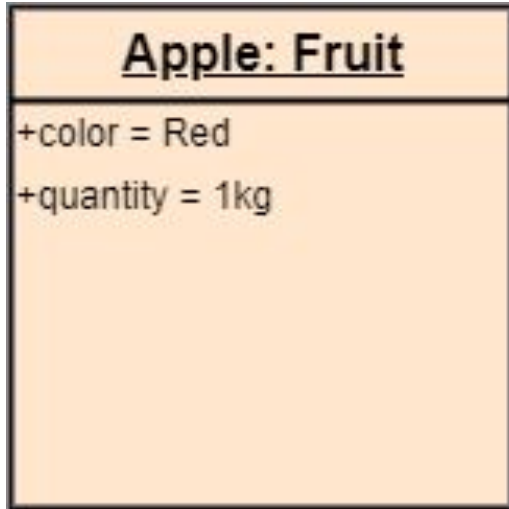 Apple: Fruit
+color = Red
+quantity = 1kg